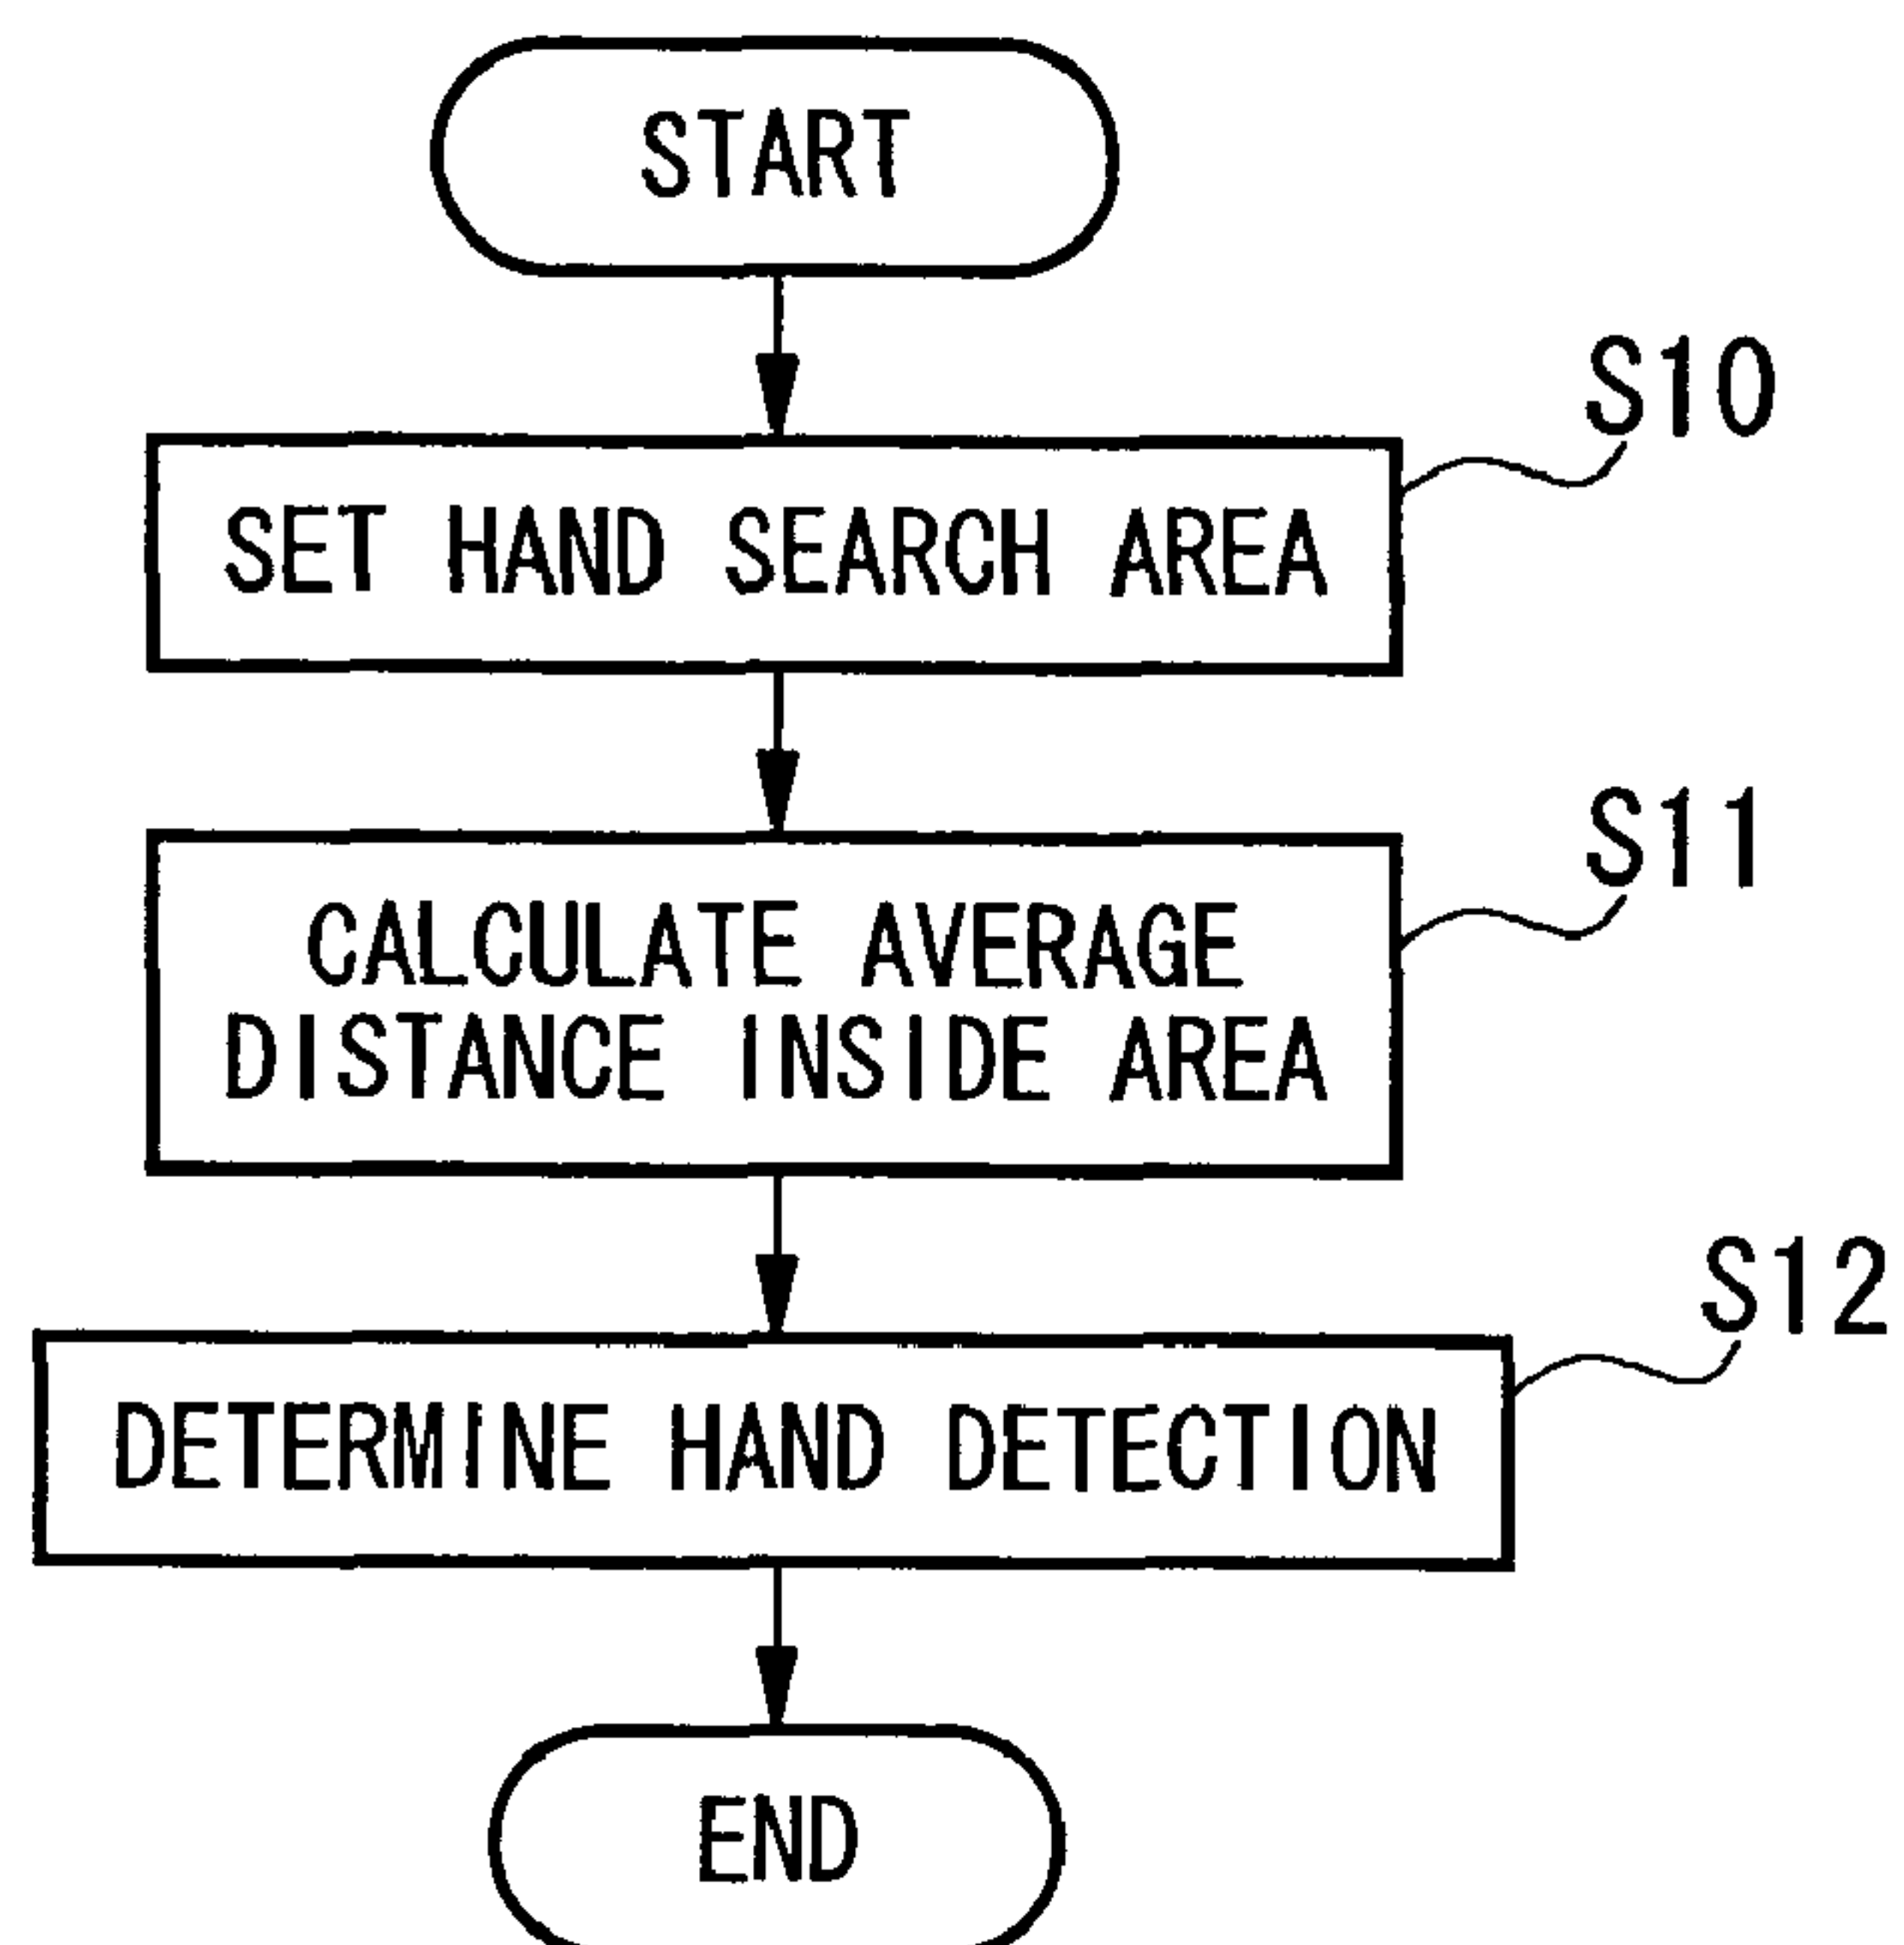 START
S10
SET HAND SEARCH AREA
S11
CALCULATE AVERAGE
DISTANCE INSIDE AREA
S12
DETERMINE HAND DETECTION
END